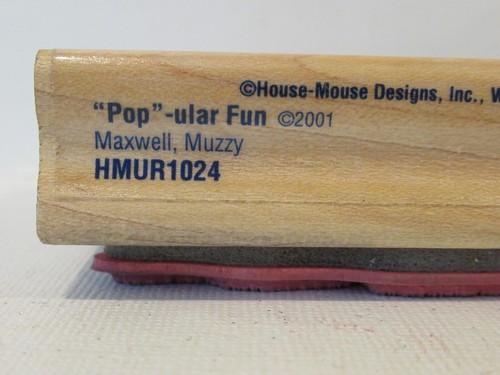 ©House-Mouse Designs, Inc., W
“Pop”-ular Fun ©2001
Maxwell, Muzzy
HMUR1024